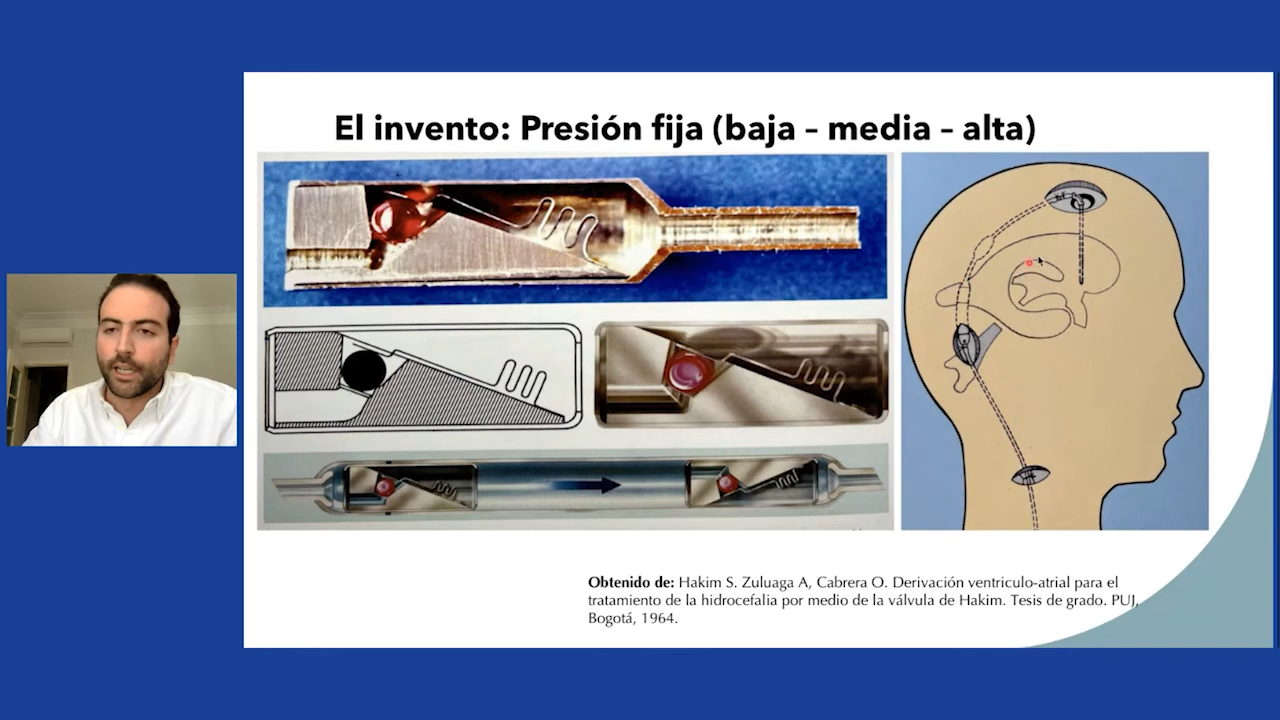 El invento: Presión fija (baja – media – alta)
Obtenido de: Hakim S. Zuluaga A, Cabrera O. Derivación ventriculo-atrial para el
tratamiento de la hidrocefalia por medio de la válvula de Hakim. Tesis de grado. PUJ,
Bogotá, 1964.